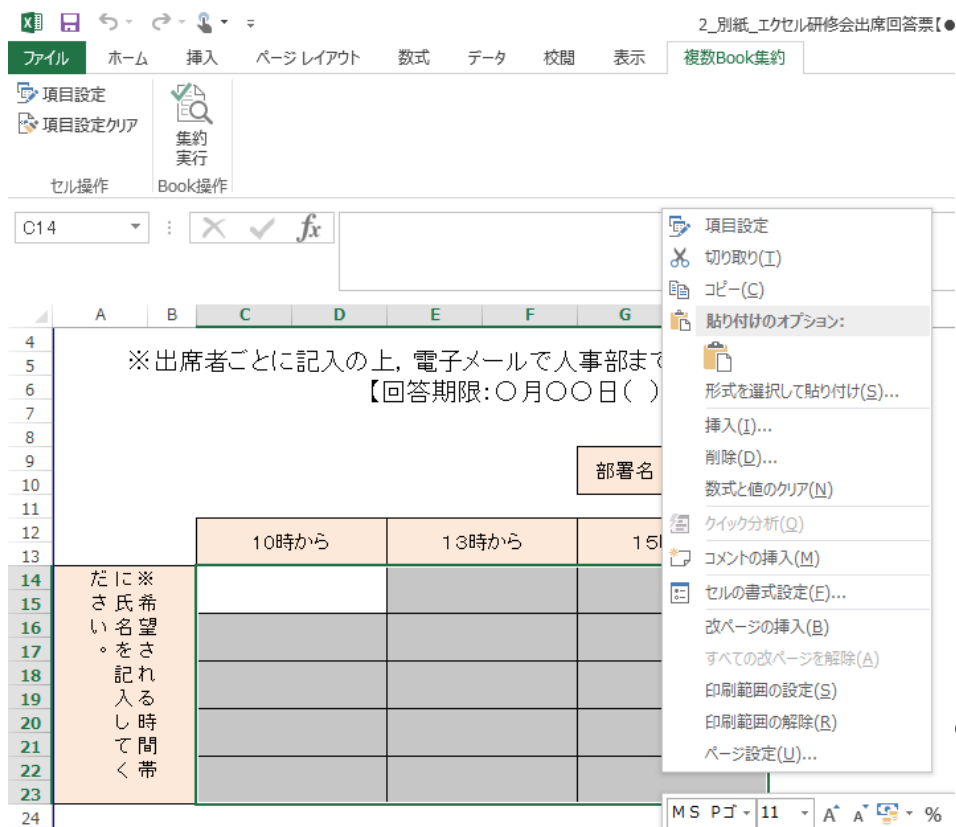 2_別紙_エクセル研修会出席回答票【●
ファイル ホーム 挿入 ページ レイアウト 数式 データ 校閲 表示 複数Book集約
項目設定
項目設定クリア
集約
実行
セル操作 Book操作
C14
fx
A B C D E F G
4
5
6
7
8
9
10
11
12
13
14
15
16
17
18
19
20
21
22
23
24
※出席者ごとに記入の上，電子メールで人事部まで
【回答期限：〇月〇〇日( )
部署名
10時から 13時から 15
※希望される時間帯
に氏名を記入して く
ださい。
項目設定
切り取り(T)
コピー(C)
貼り付けのオプション:
形式を選択して貼り付け(S)...
挿入(I)...
削除(D)...
数式と値のクリア(N)
クイック分析(Q)
コメントの挿入(M)
セルの書式設定(F)...
改ページの挿入(B)
すべての改ページを解除(A)
印刷範囲の設定(S)
印刷範囲の解除(R)
ページ設定(U)...
ＭＳ Ｐゴ 11 A A %